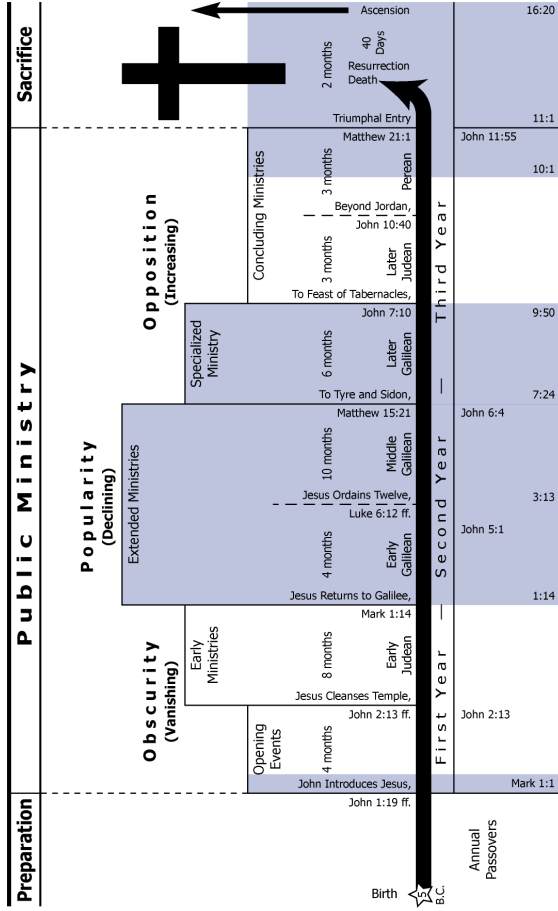 Preparation
Public Ministry
Sacrifice
Obscurity
(Vanishing)
Popularity
(Declining)
Opposition
(Increasing)
Opening
Events
Early
Ministries
Extended Ministries
Specialized
Ministry
Concluding Ministries
4 months
8 months
4 months
10 months
6 months
3 months
3 months
2 months
40
Days
Early
Judean
Early
Galilean
Middle
Galilean
Later
Galilean
Later
Judean
Perean
Ascension
Resurrection
Death
Triumphal Entry
Matthew 21:1
Beyond Jordan,
John 10:40
To Feast of Tabernacles,
John 7:10
To Tyre and Sidon,
Matthew 15:21
Jesus Ordains Twelve,
Luke 6:12 ff.
Jesus Returns to Galilee,
Mark 1:14
Jesus Cleanses Temple,
John 2:13 ff.
John Introduces Jesus,
John 1:19 ff.
Birth
5
B.C.
First Year — Second Year — Third Year
Annual
Passovers
John 2:13
John 5:1
John 6:4
John 11:55
Mark 1:1
1:14
3:13
7:24
9:50
10:1
11:1
16:20